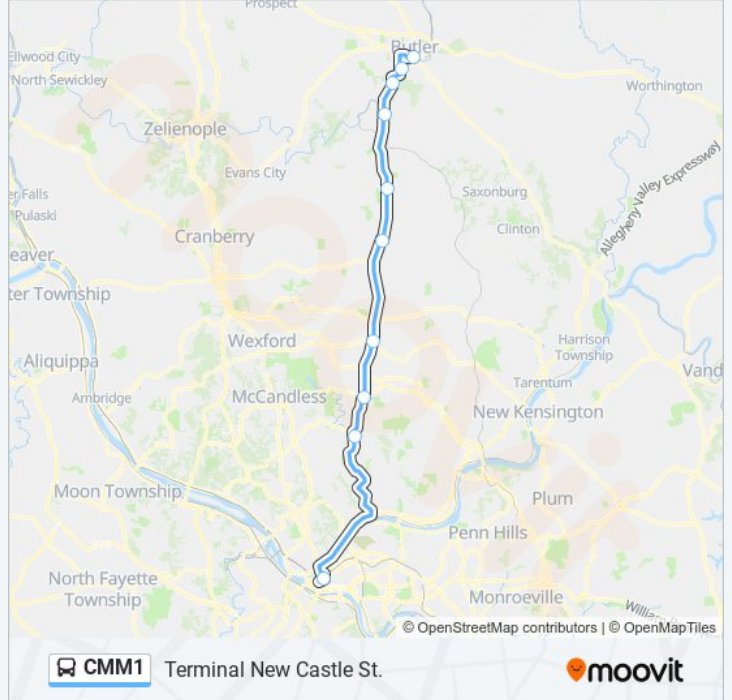 Prospect
Butler
Ellwood City
North Sewickley
Worthington
Zelienople
Evans City
Allegheny Valley Expressway
er Falls
Saxonburg
Pulaski
Clinton
Cranberry
eaver
ter Township
Harrison
Township
Wexford
Aliquippa
Tarentum
Vand
Ambridge
McCandless
New Kensington
Moon Township
Plum
Penn Hills
North Fayette
Township
Monroeville
© OpenStreetMap contributors | © OpenMapTiles
CMM1
Terminal New Castle St.
moovit